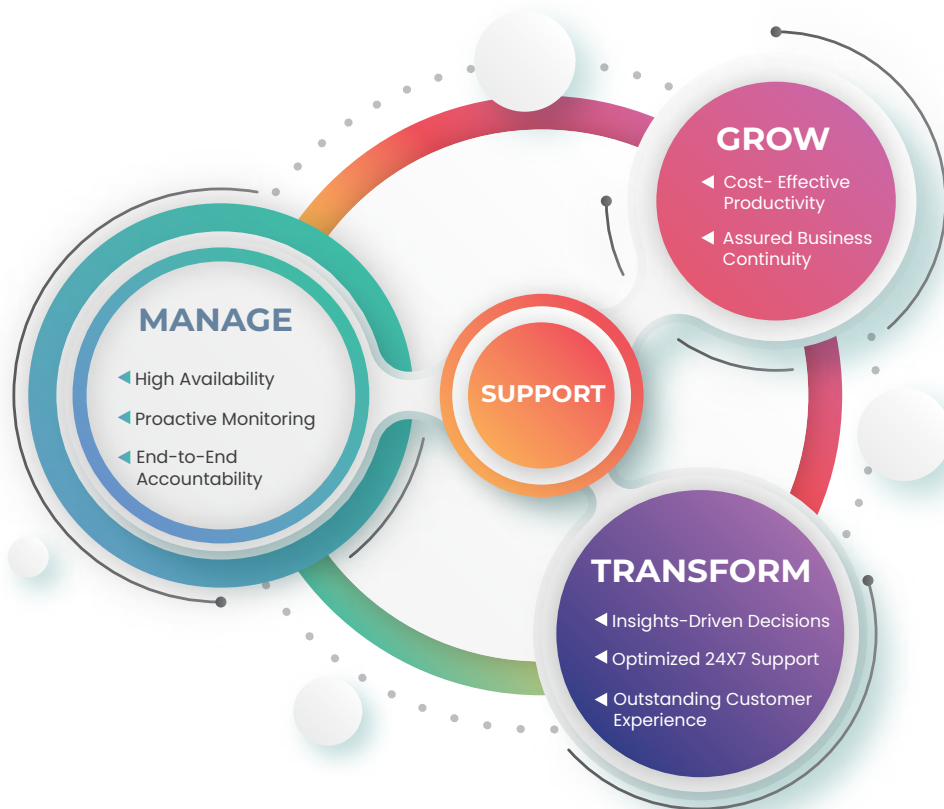 MANAGE
High Availability
Proactive Monitoring
End-to-End
Accountability
SUPPORT
GROW
Cost- Effective
Productivity
Assured Business
Continuity
TRANSFORM
Insights-Driven Decisions
Optimized 24X7 Support
Outstanding Customer
Experience